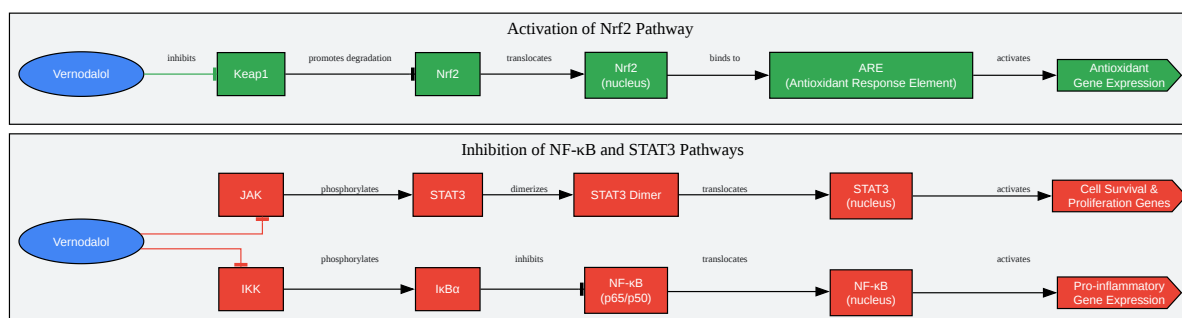 Activation of Nrf2 Pathway
Vernodalol
inhibits
Keap1
promotes degradation
Nrf2
translocates
Nrf2
(nucleus)
binds to
ARE
(Antioxidant Response Element)
activates
Antioxidant
Gene Expression
Inhibition of NF-κB and STAT3 Pathways
Vernodalol
JAK
phosphorylates
STAT3
dimerizes
STAT3 Dimer
translocates
STAT3
(nucleus)
activates
Cell Survival &
Proliferation Genes
IKK
phosphorylates
IκBα
inhibits
NF-κB
(p65/p50)
translocates
NF-κB
(nucleus)
activates
Pro-inflammatory
Gene Expression